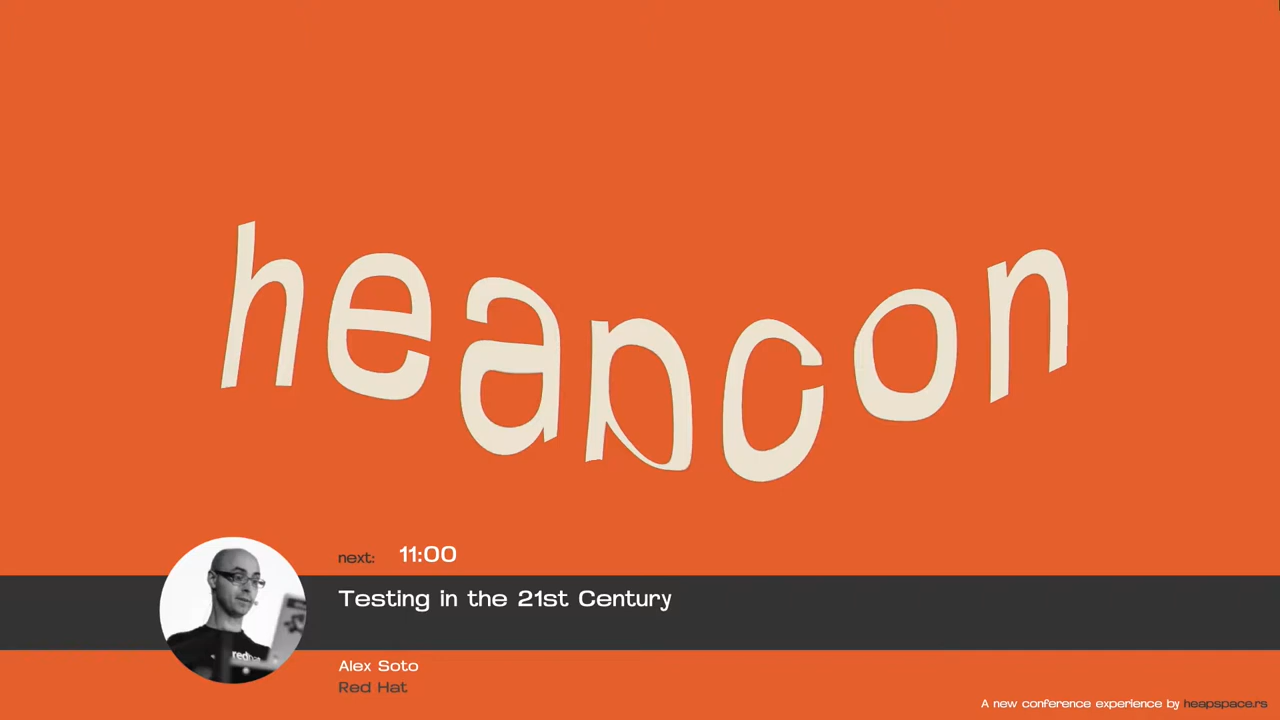 heapcon
next: 11:00
Testing in the 21st Century
redhat
Alex Soto
Red Hat
A new conference experience by heapspace.rs